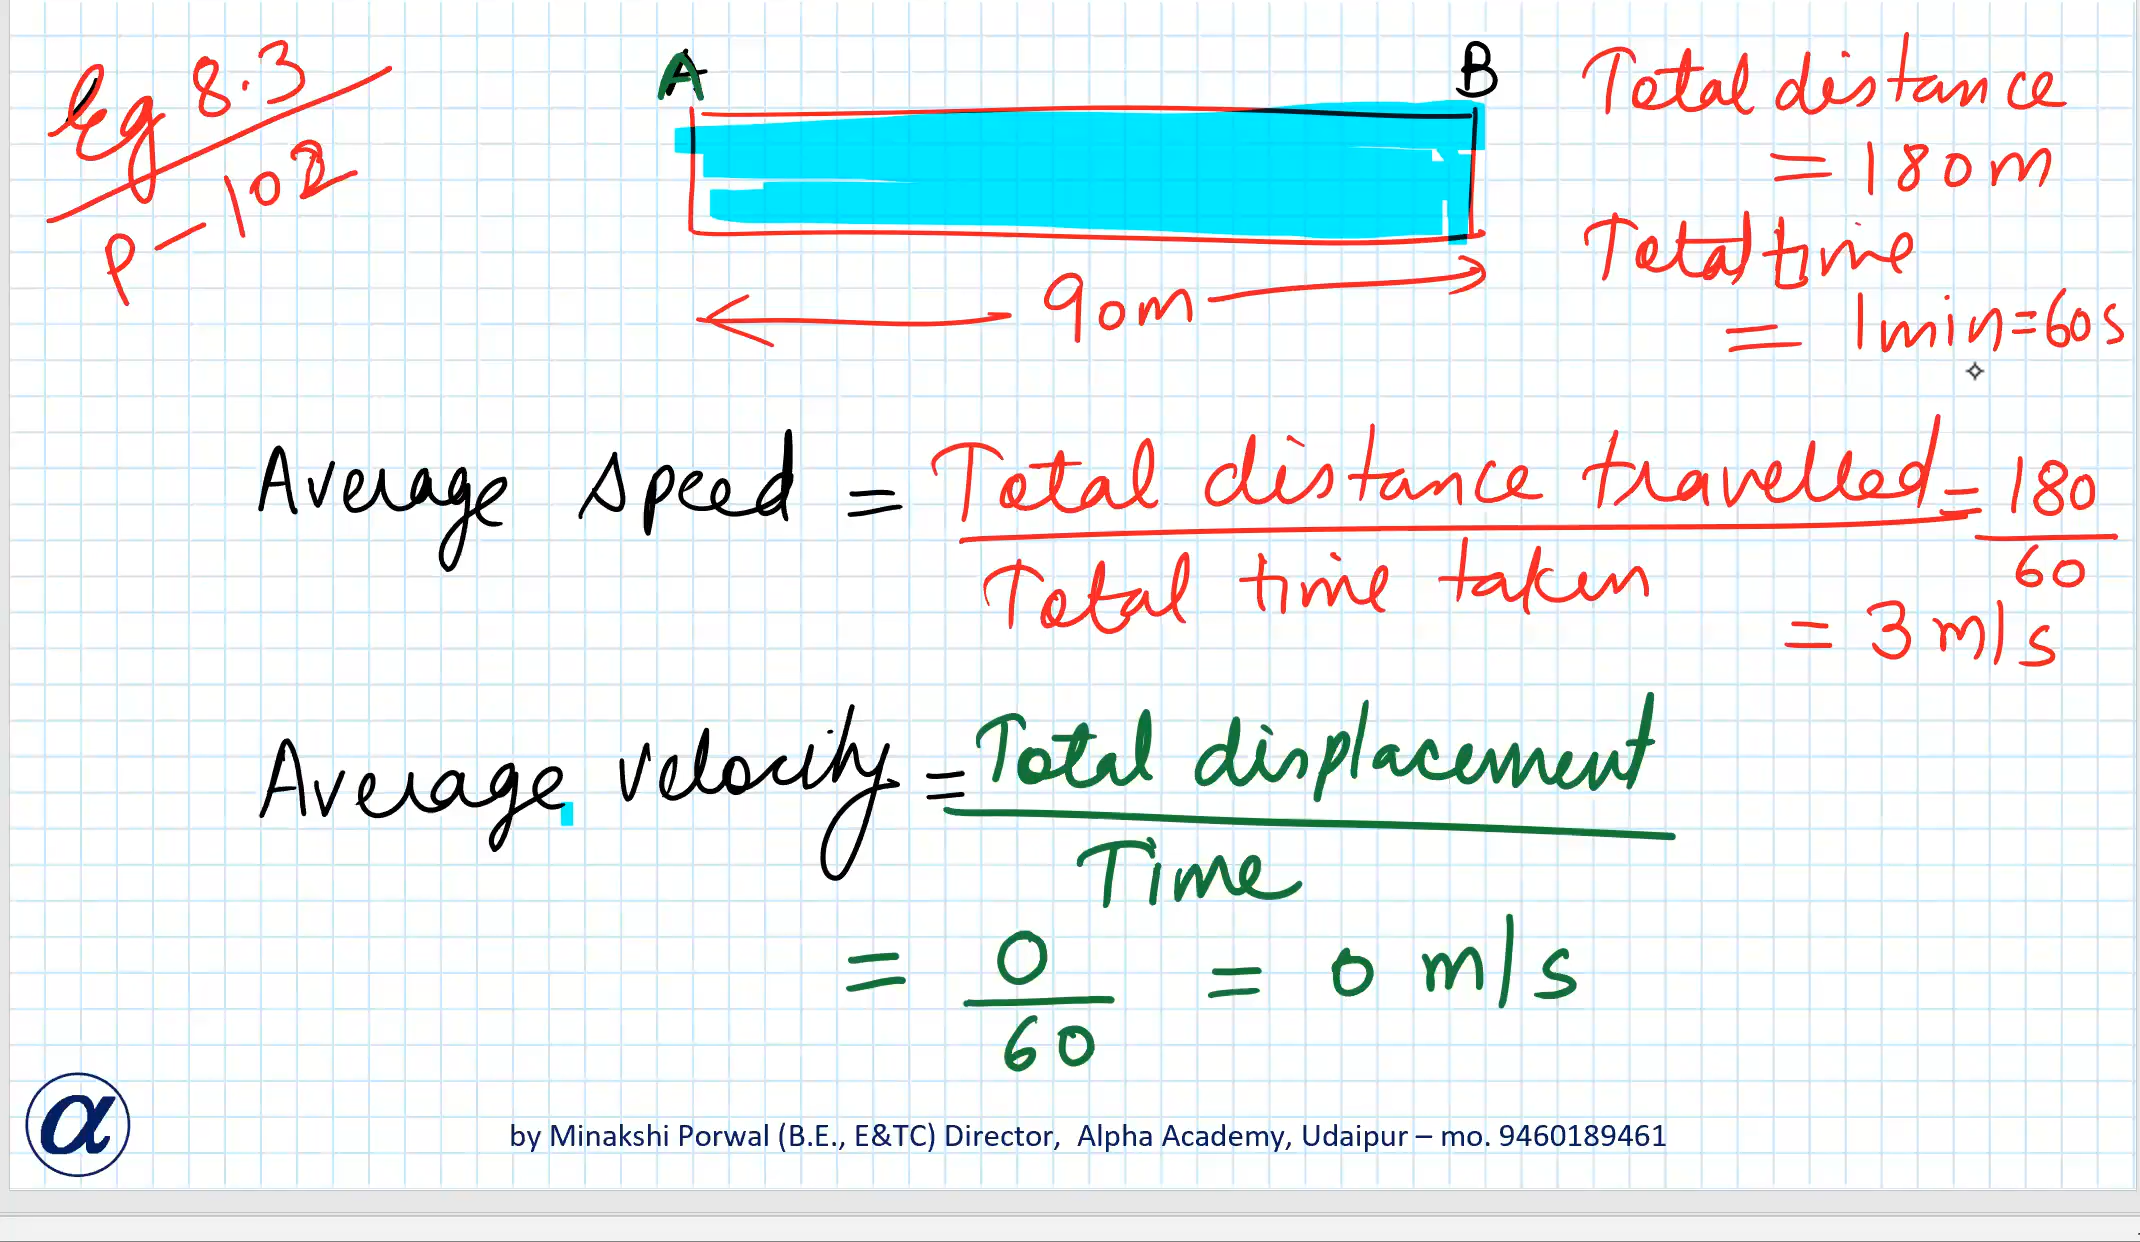 Eg 8.3
P-102
A
B
90m
Total distance
= 180m
Total time
= 1min=60s
Average speed = Total distance travelled = 180
Total time taken 60
= 3 m/s
Average velocity = Total displacement
Time
= 0 = 0 m/s
60
α
by Minakshi Porwal (B.E., E&TC) Director, Alpha Academy, Udaipur – mo. 9460189461